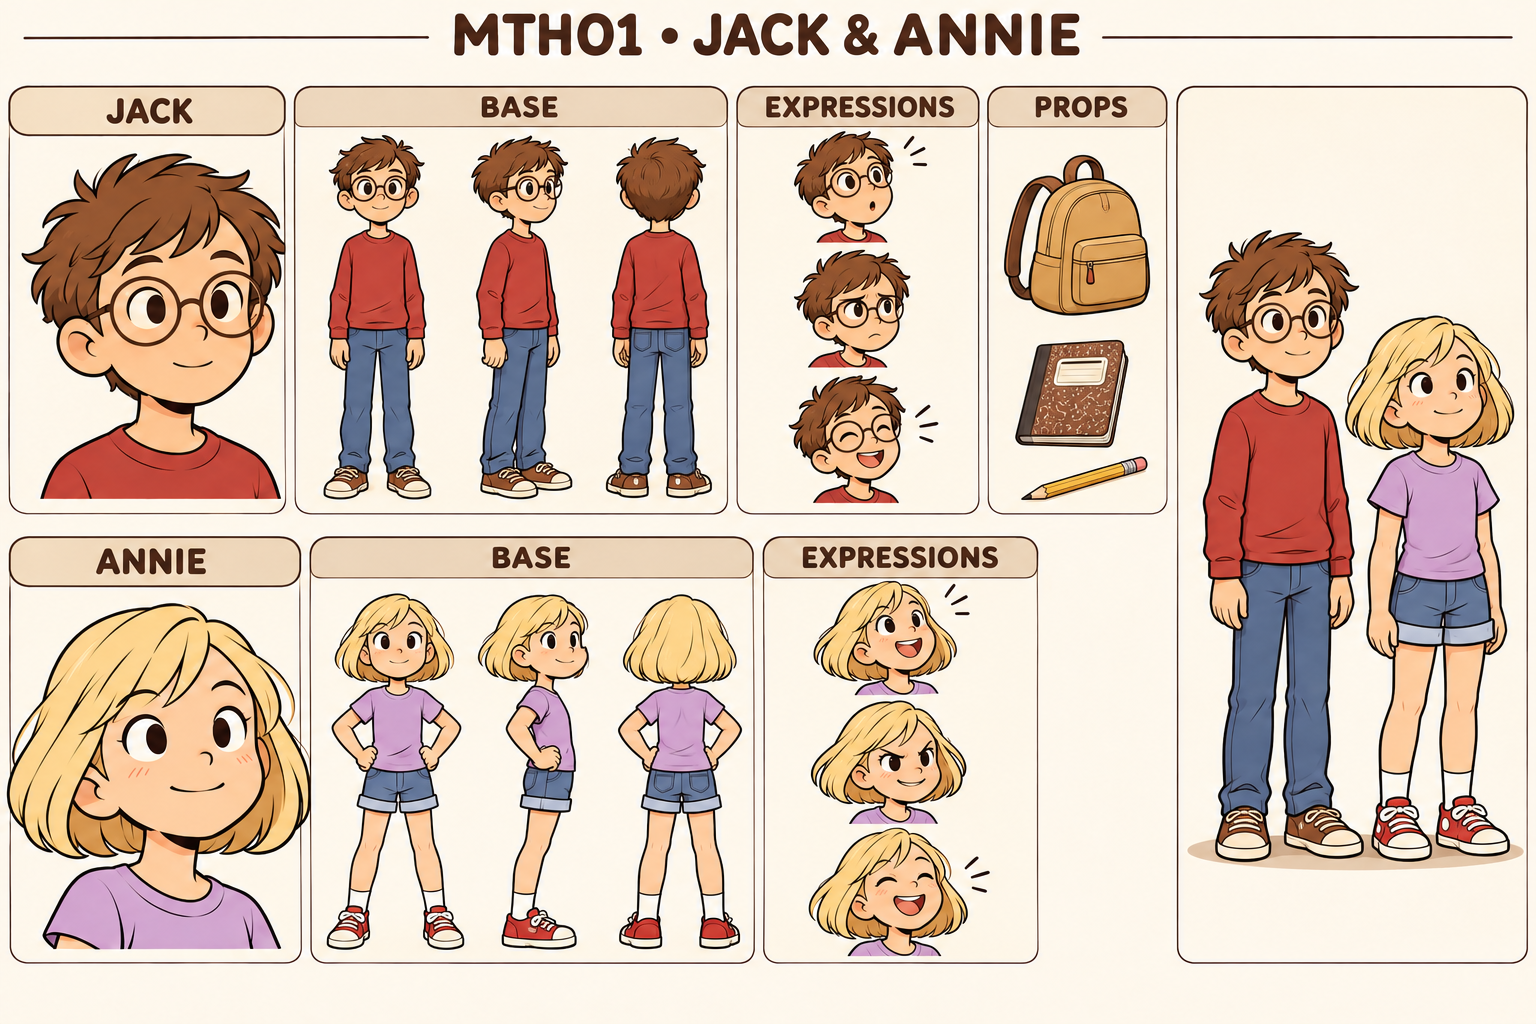 MTH01 • JACK & ANNIE
JACK
BASE
EXPRESSIONS
PROPS
ANNIE
BASE
EXPRESSIONS